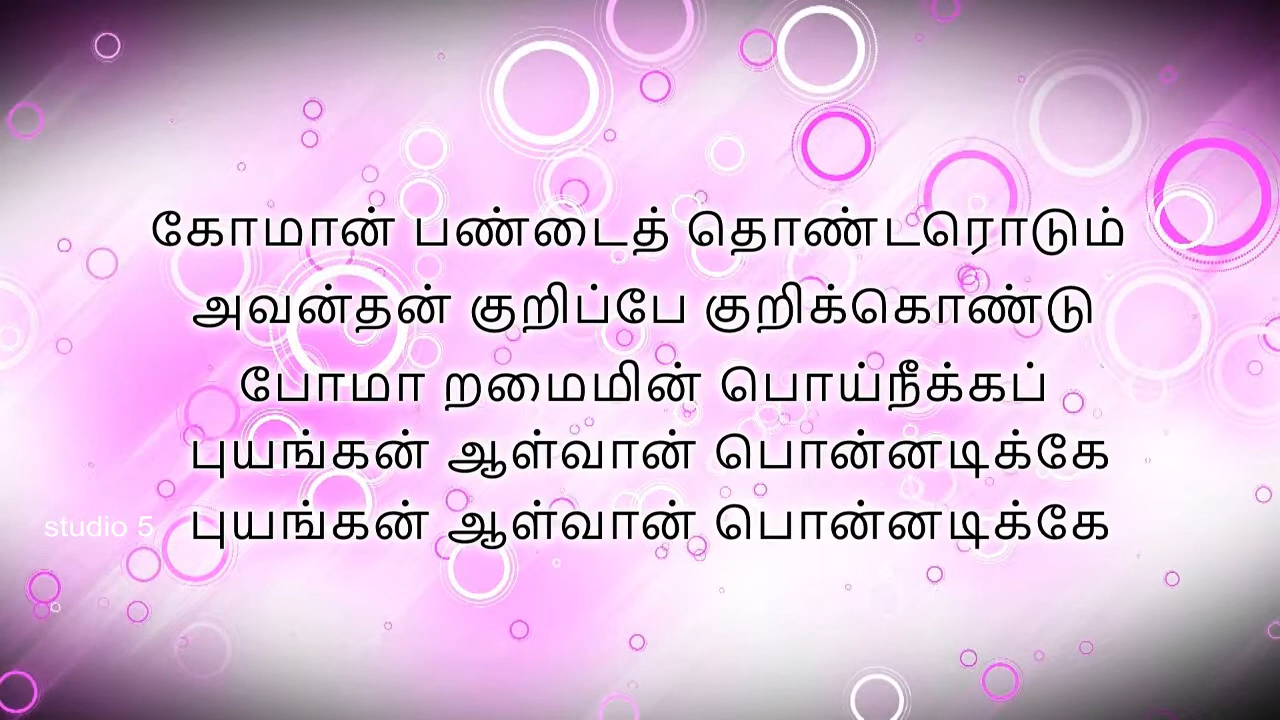 கோமான் பண்டைத் தொண்டரொடும்
அவன்தன் குறிப்பே குறிக்கொண்டு
போமா றமைமின் பொய்நீக்கப்
புயங்கன் ஆள்வான் பொன்னடிக்கே
புயங்கன் ஆள்வான் பொன்னடிக்கே
studio 5